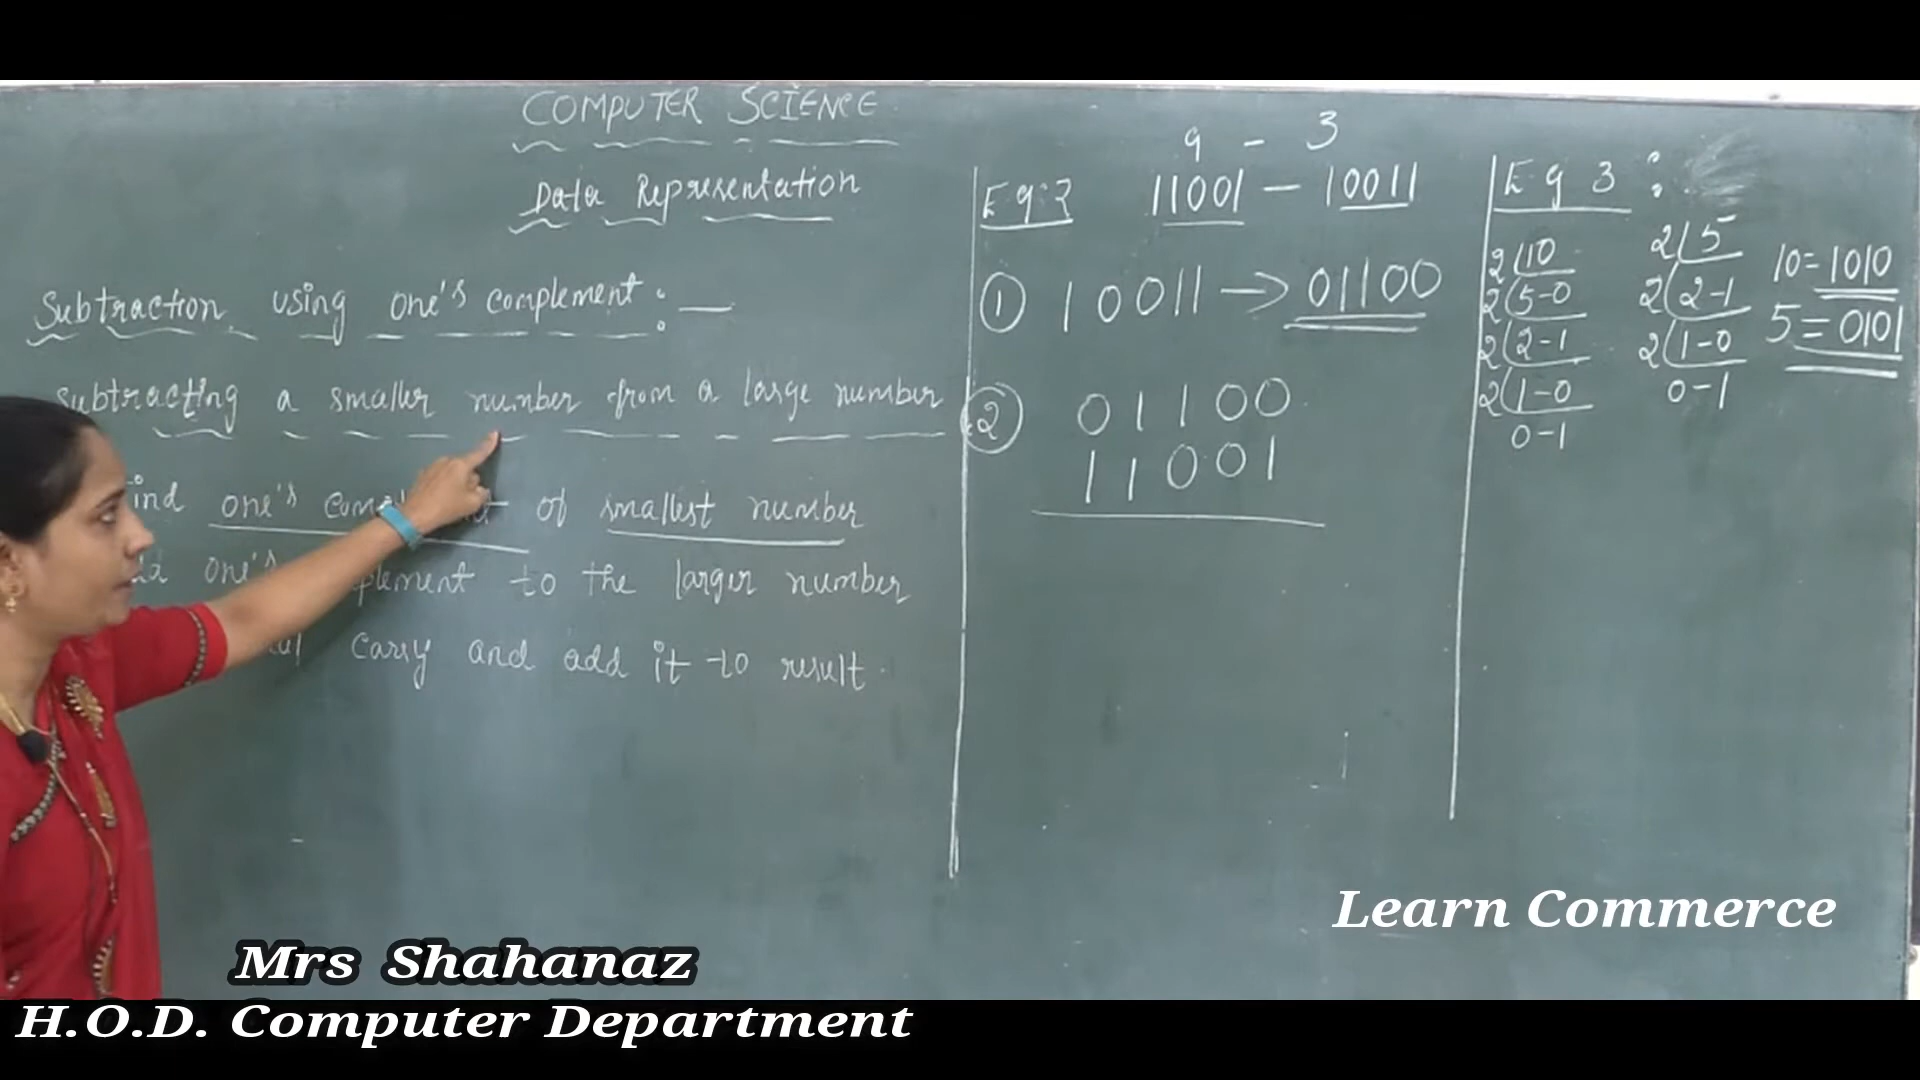 COMPUTER SCIENCE
Data Representation
Subtraction using one's complement: —
Subtracting a smaller number from a large number
ind one's com of smallest number
one's plement to the larger number
carry and add it to result.
9 - 3
Eg:2 11001 — 10011
① 10011 → 01100
② 01100
11001
Eg 3 :
2 10
2 5-0
2 2-1
2 1-0
0-1
2 5
2 2-1
2 1-0
0-1
10=1010
5=0101
Learn Commerce
Mrs Shahanaz
H.O.D. Computer Department